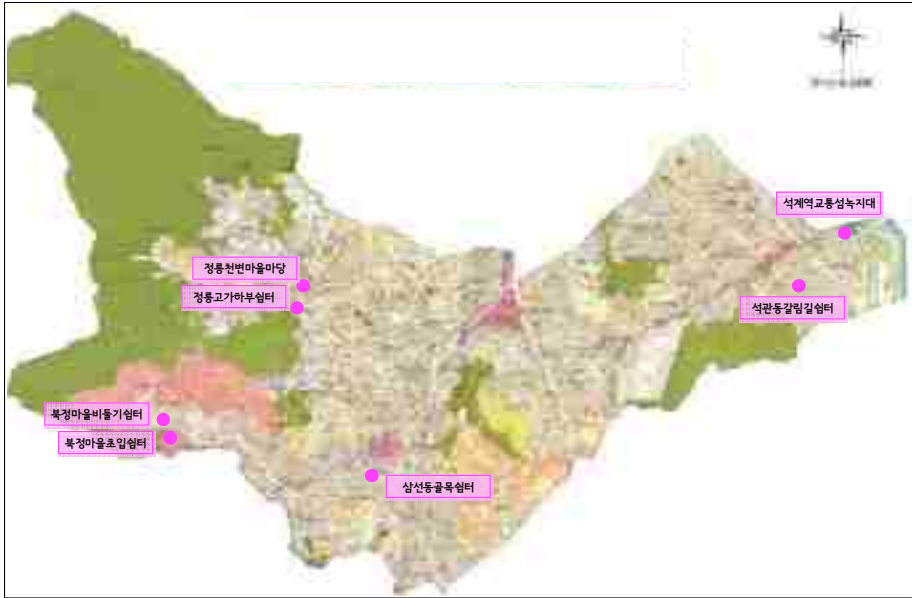 석계역교통섬녹지대
정릉천변마을마당
정릉고가하부쉼터
석관동갈림길쉼터
북정마을비둘기쉼터
북정마을초입쉼터
삼선동골목쉼터